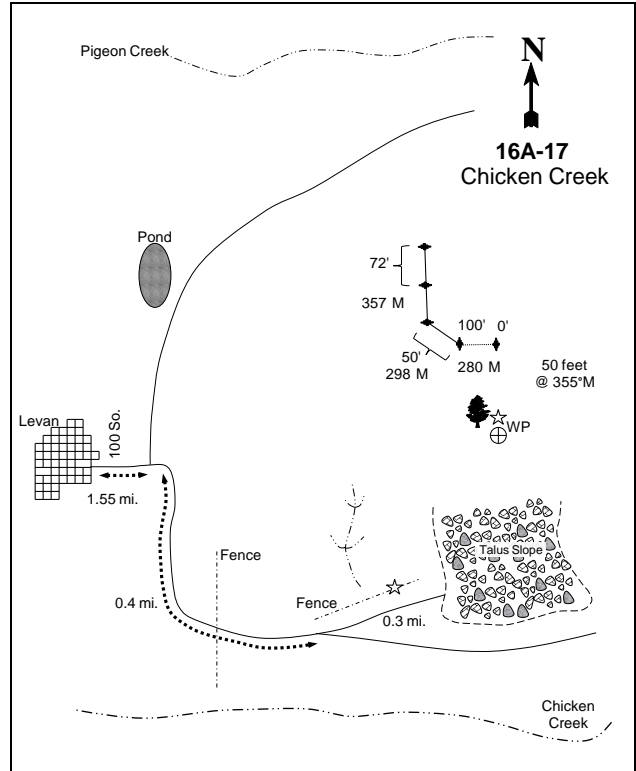 Pigeon Creek
N
16A-17
Chicken Creek
Pond
72'
357 M
100' 0'
50'
298 M
280 M
50 feet
@ 355°M
WP
Levan
100 So.
1.55 mi.
Talus Slope
Fence
Fence
0.4 mi.
0.3 mi.
Chicken
Creek